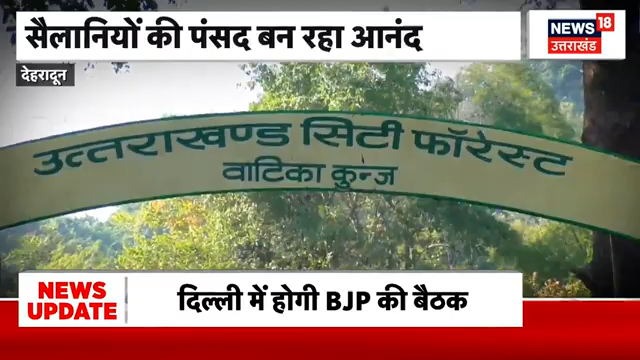 सैलानियों की पंसद बन रहा आनंद
NEWS 18
उत्तराखंड
देहरादून
उत्तराखण्ड सिटी फॉरेस्ट
वाटिका कुन्ज
NEWS UPDATE
दिल्ली में होगी BJP की बैठक